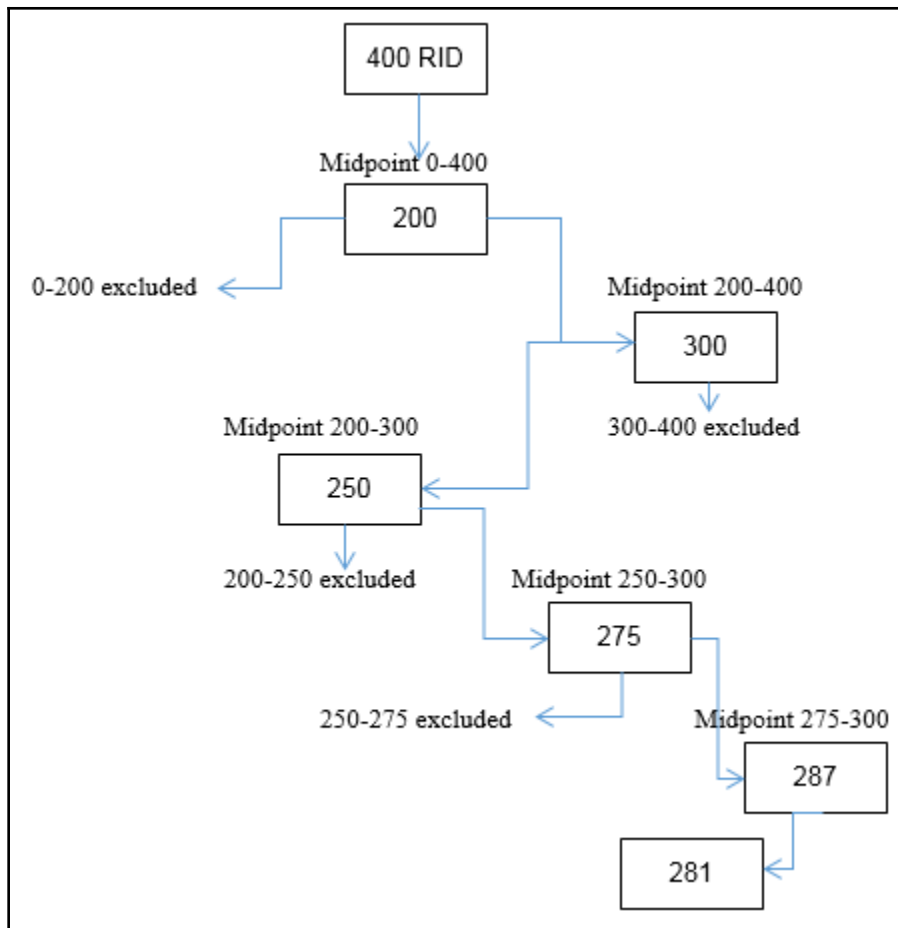 400 RID
Midpoint 0-400
200
0-200 excluded
Midpoint 200-400
300
300-400 excluded
Midpoint 200-300
250
200-250 excluded
Midpoint 250-300
275
250-275 excluded
Midpoint 275-300
287
281